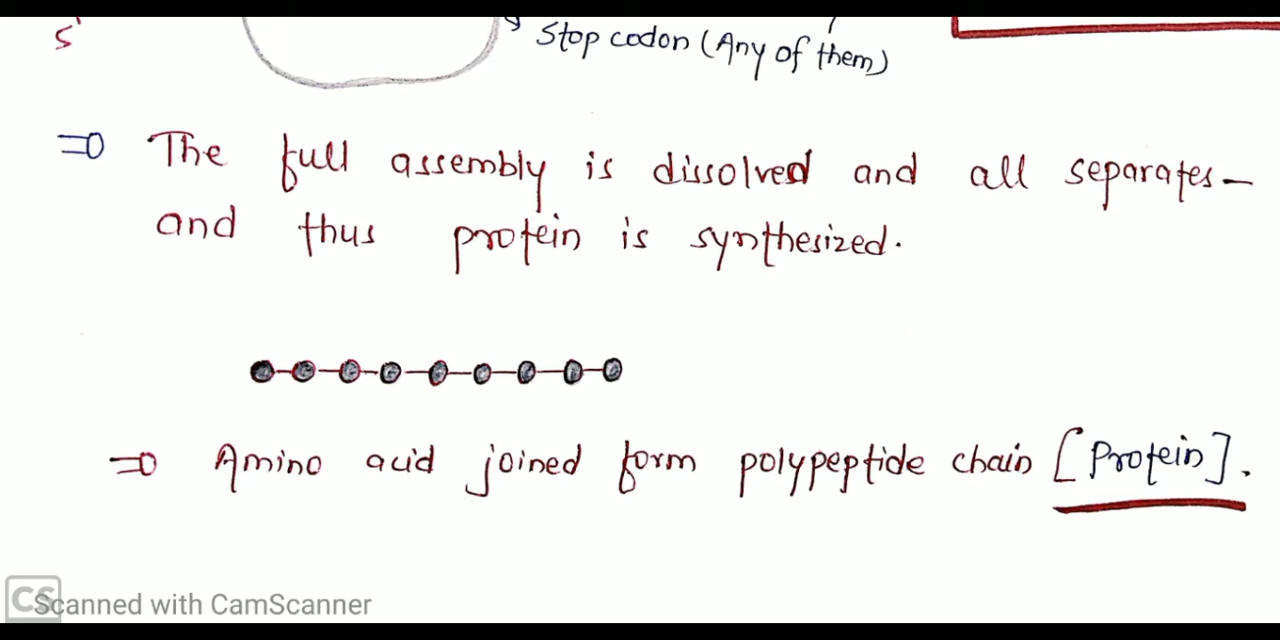 5'
Stop codon (Any of them)
⇒ The full assembly is dissolved and all separates-
and thus protein is synthesized.
⇒ Amino acid joined form polypeptide chain [Protein].
CS Scanned with CamScanner